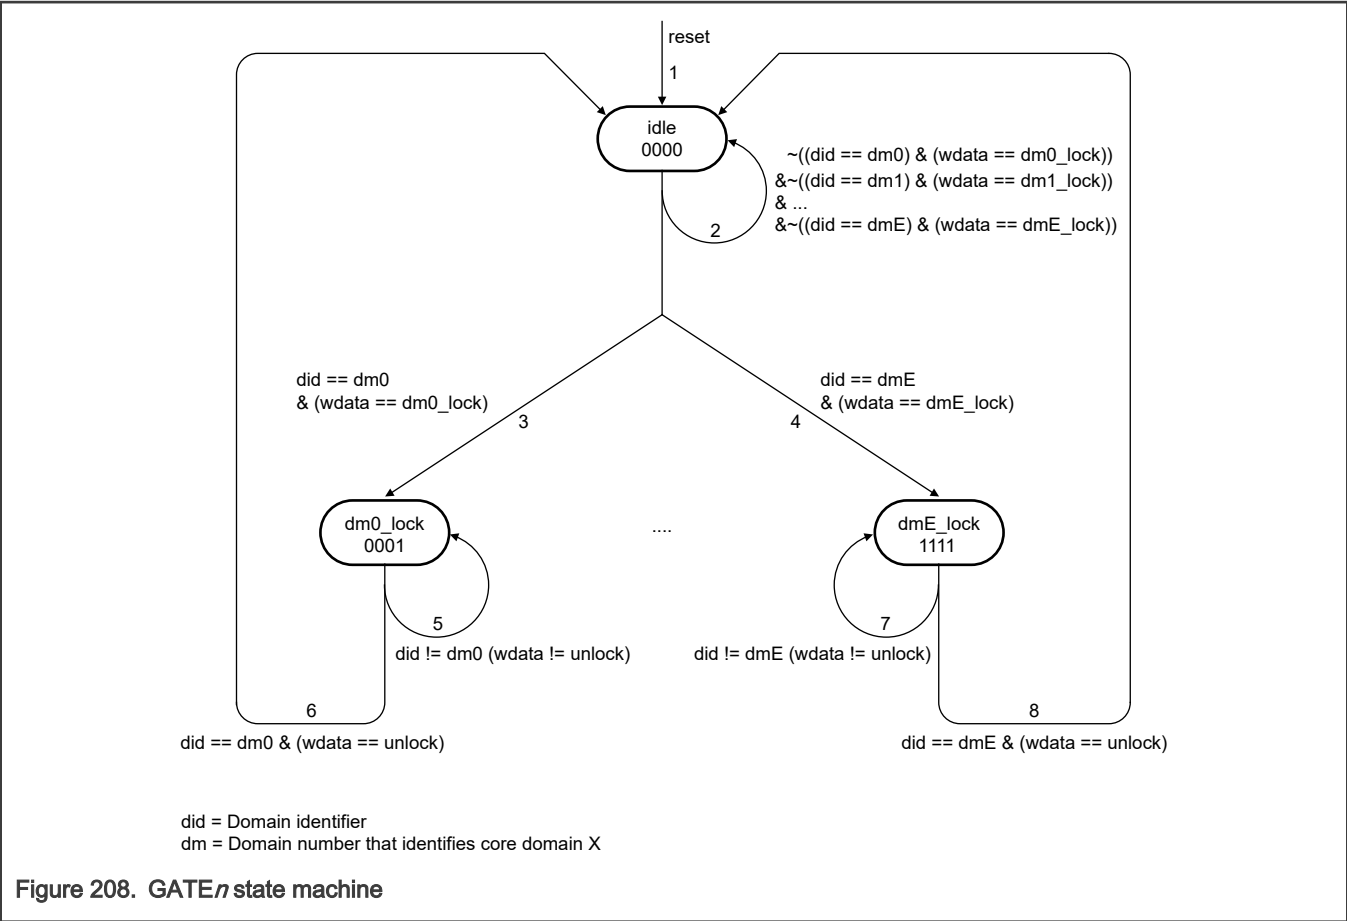 reset
1
idle
0000
~((did == dm0) & (wdata == dm0_lock))
&~((did == dm1) & (wdata == dm1_lock))
& ...
&~((did == dmE) & (wdata == dmE_lock))
2
did == dm0
& (wdata == dm0_lock)
3
did == dmE
& (wdata == dmE_lock)
4
dm0_lock
0001
....
dmE_lock
1111
5
did != dm0 (wdata != unlock)
7
did != dmE (wdata != unlock)
6
did == dm0 & (wdata == unlock)
8
did == dmE & (wdata == unlock)
did = Domain identifier
dm = Domain number that identifies core domain X
Figure 208. GATEn state machine